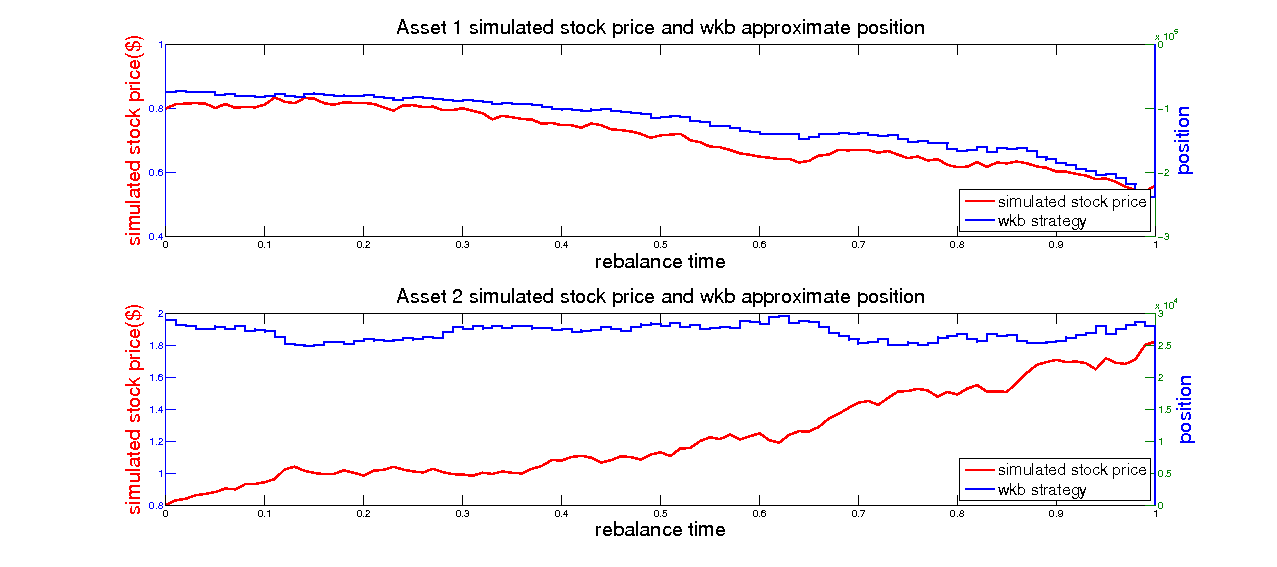 Asset 1 simulated stock price and wkb approximate position
x 10^5
simulated stock price($)
1
0.8
0.6
0.4
0
-1
-2
-3
position
simulated stock price
wkb strategy
0 0.1 0.2 0.3 0.4 0.5 0.6 0.7 0.8 0.9 1
rebalance time
Asset 2 simulated stock price and wkb approximate position
x 10^4
simulated stock price($)
2
1.8
1.6
1.4
1.2
1
0.8
3
2.5
2
1.5
1
0.5
0
position
simulated stock price
wkb strategy
0 0.1 0.2 0.3 0.4 0.5 0.6 0.7 0.8 0.9 1
rebalance time